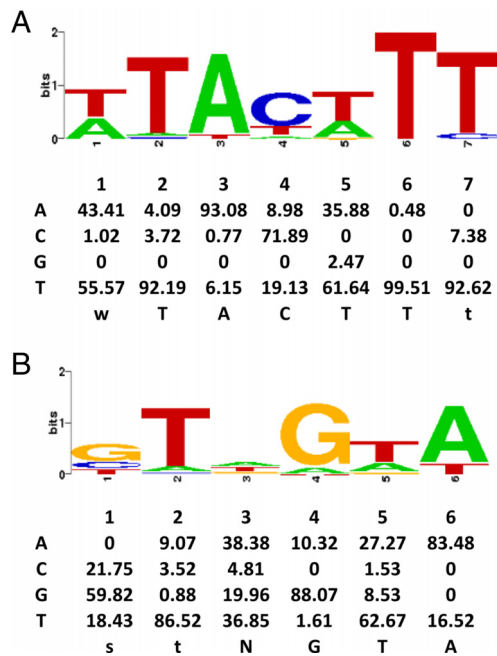 A
2
1
0
bits
T A T A C T T A T T C
1 2 3 4 5 6 7
1 2 3 4 5 6 7
A 43.41 4.09 93.08 8.98 35.88 0.48 0
C 1.02 3.72 0.77 71.89 0 0 7.38
G 0 0 0 0 2.47 0 0
T 55.57 92.19 6.15 19.13 61.64 99.51 92.62
w T A C T T t
B
2
1
0
bits
G C T A T G A T A A T
1 2 3 4 5 6
1 2 3 4 5 6
A 0 9.07 38.38 10.32 27.27 83.48
C 21.75 3.52 4.81 0 1.53 0
G 59.82 0.88 19.96 88.07 8.53 0
T 18.43 86.52 36.85 1.61 62.67 16.52
s t N G T A